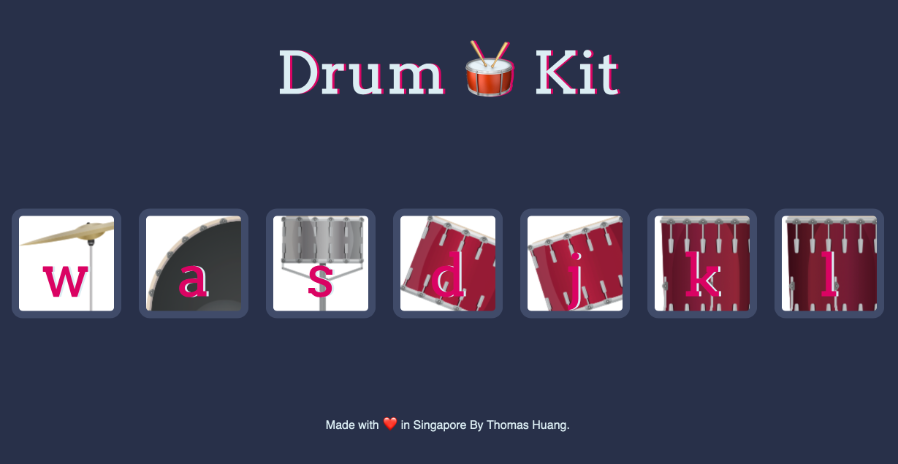 Drum 🥁 Kit
w a s d j k l
Made with ❤️ in Singapore By Thomas Huang.